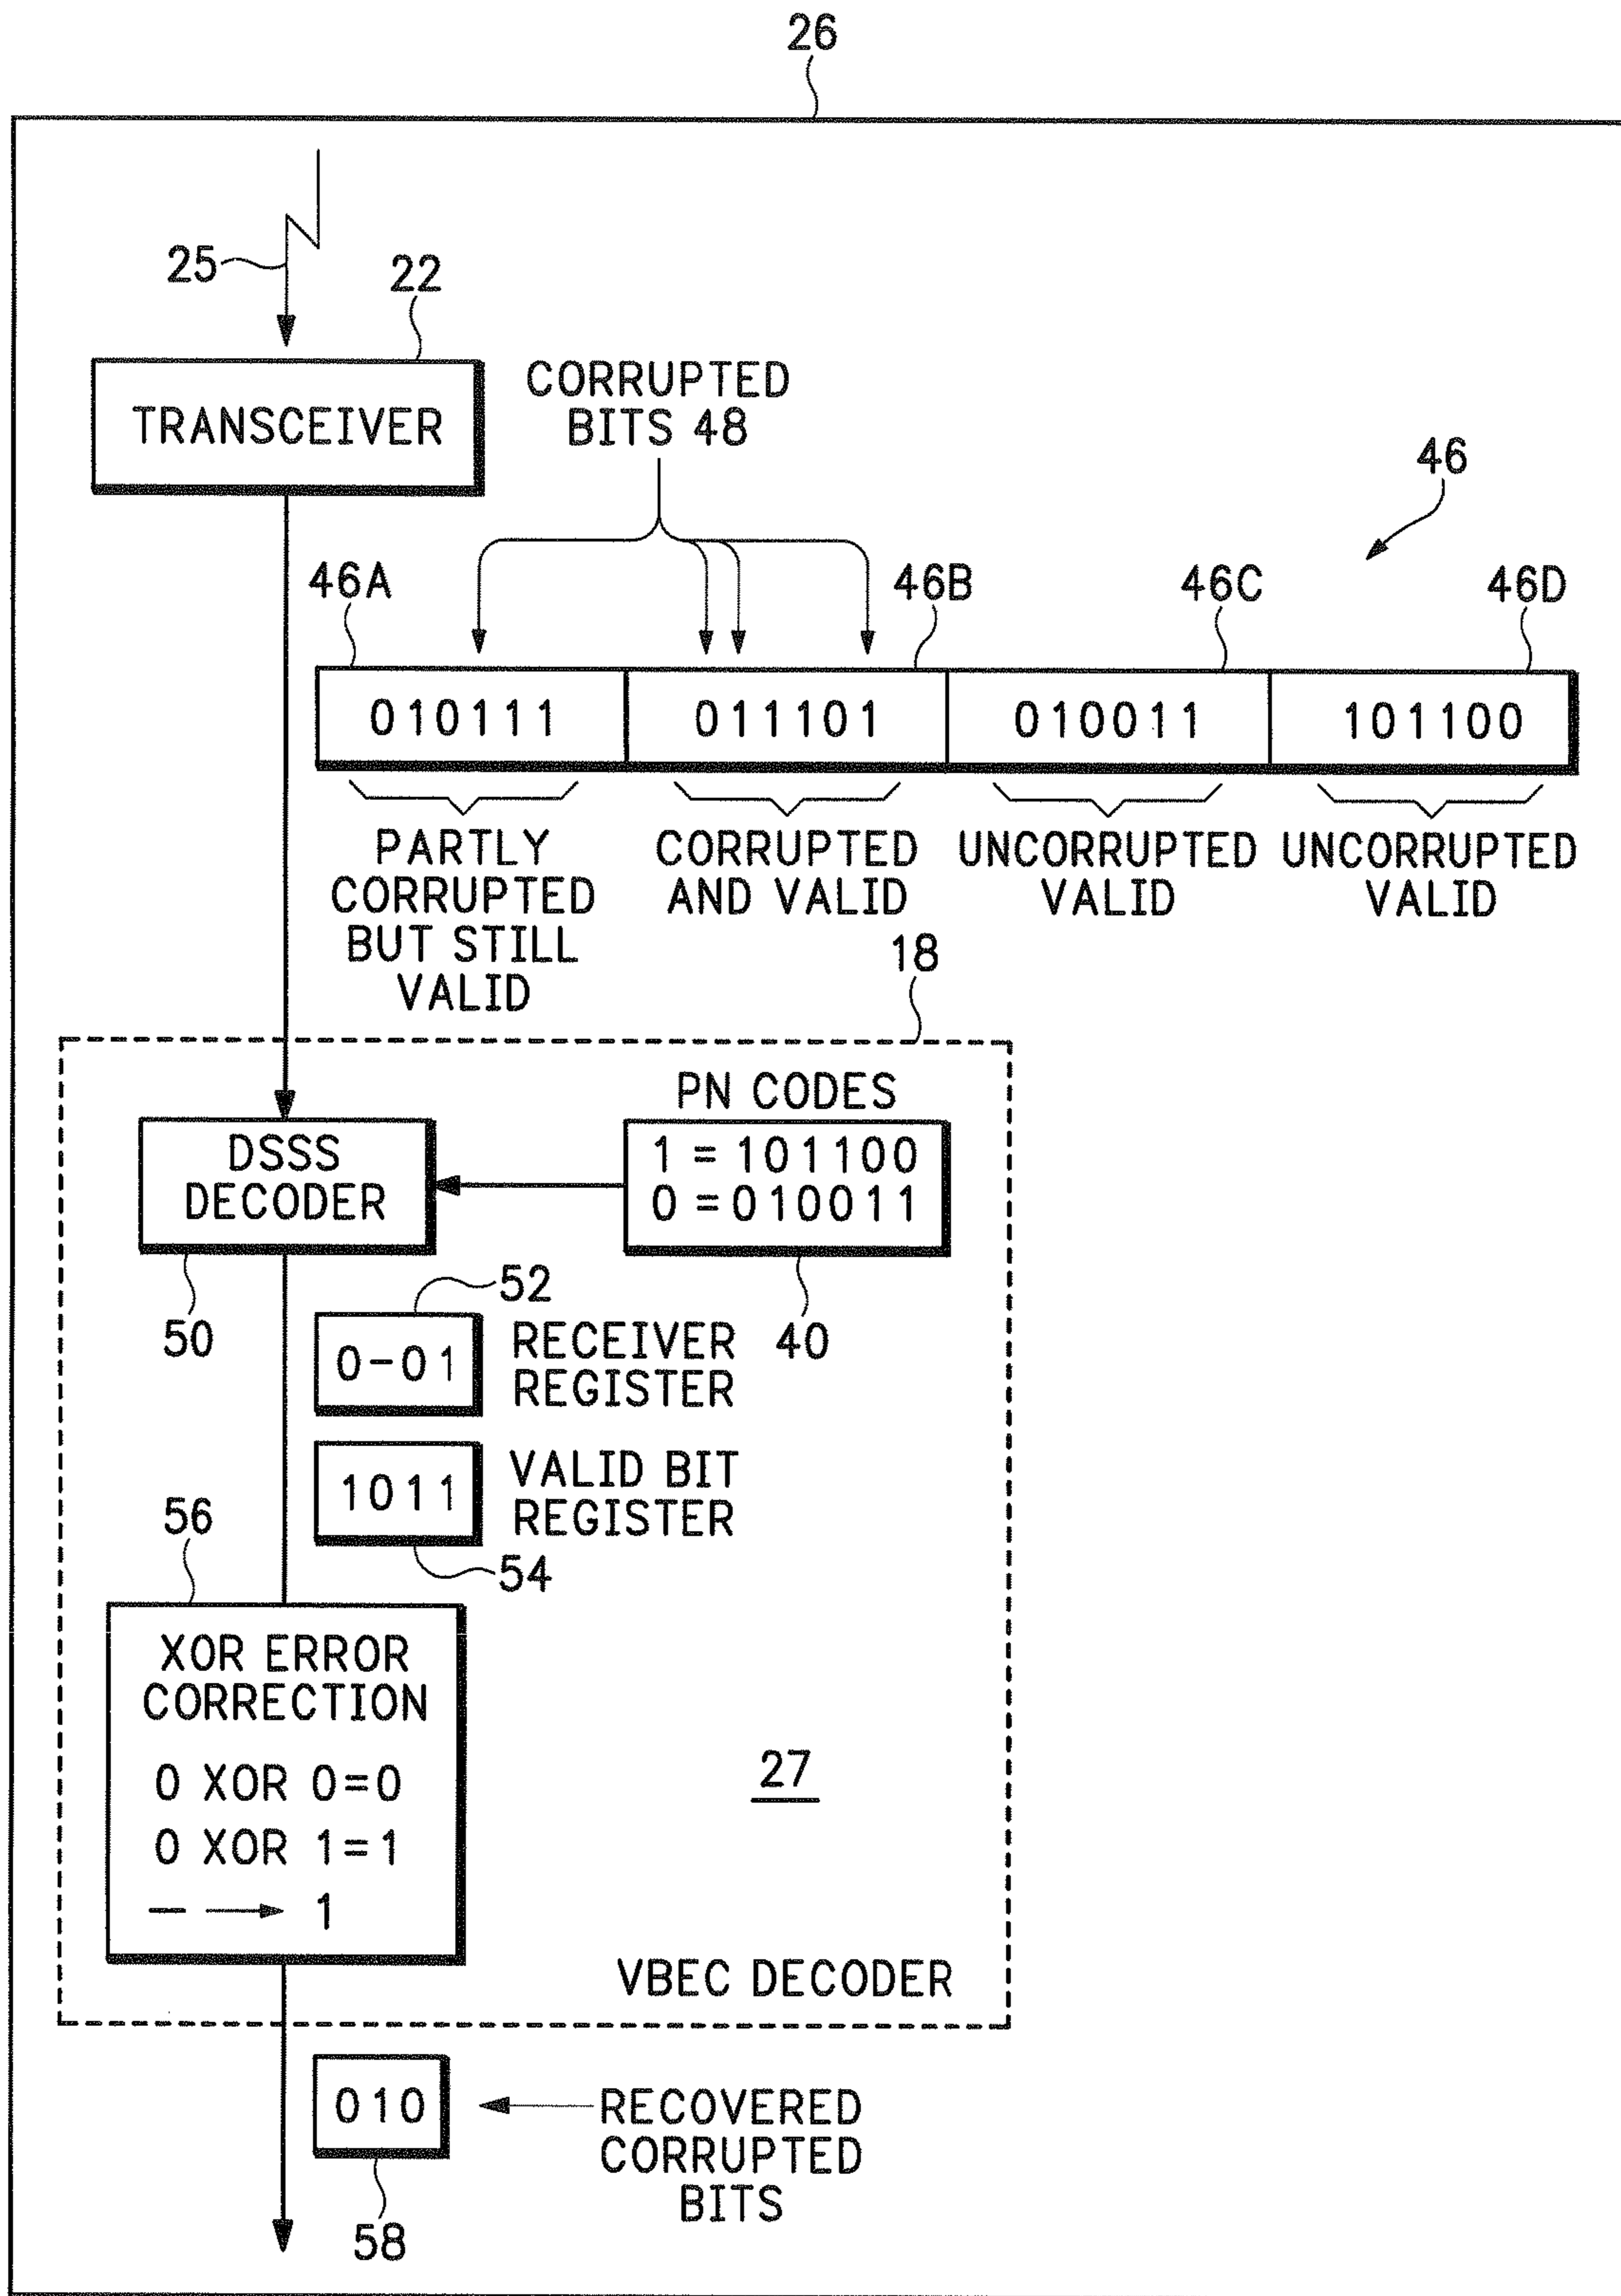 26
25
22
TRANSCEIVER
CORRUPTED
BITS 48
46
46A
46B
46C
46D
010111
011101
010011
101100
PARTLY
CORRUPTED
BUT STILL
VALID
CORRUPTED
AND VALID
UNCORRUPTED
VALID
UNCORRUPTED
VALID
18
DSSS
DECODER
50
PN CODES
1 = 101100
0 = 010011
40
52
0-01
RECEIVER
REGISTER
1011
VALID BIT
REGISTER
54
56
XOR ERROR
CORRECTION
0 XOR 0=0
0 XOR 1=1
— → 1
27
VBEC DECODER
010
58
RECOVERED
CORRUPTED
BITS